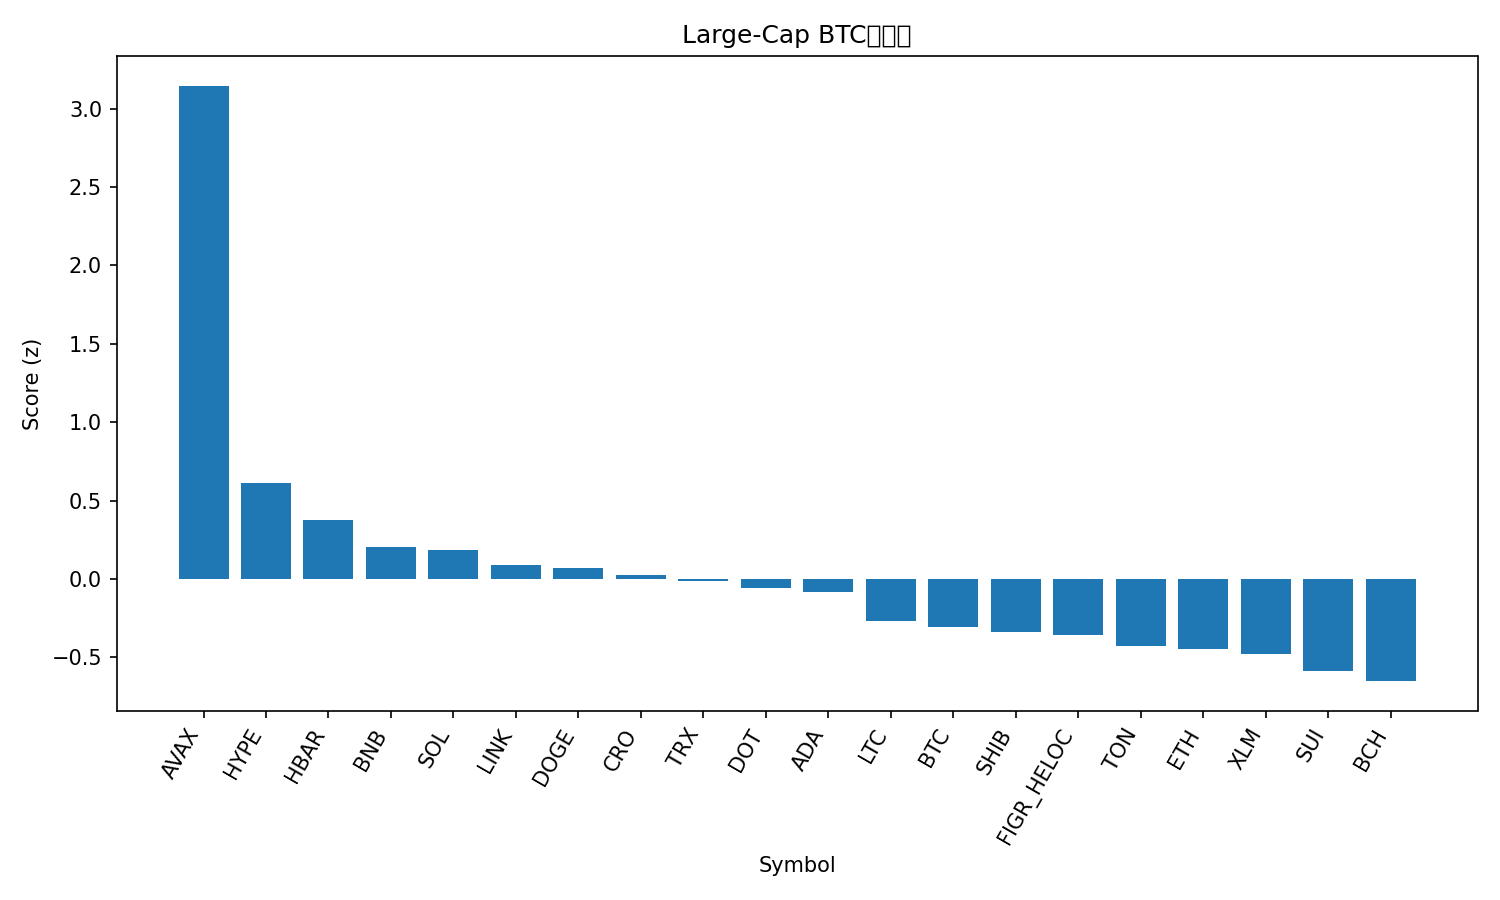 Large-Cap BTC
3.0
2.5
2.0
1.5
1.0
0.5
0.0
−0.5
Score (z)
AVAX
HYPE
HBAR
BNB
SOL
LINK
DOGE
CRO
TRX
DOT
ADA
LTC
BTC
SHIB
FIGR_HELOC
TON
ETH
XLM
SUI
BCH
Symbol